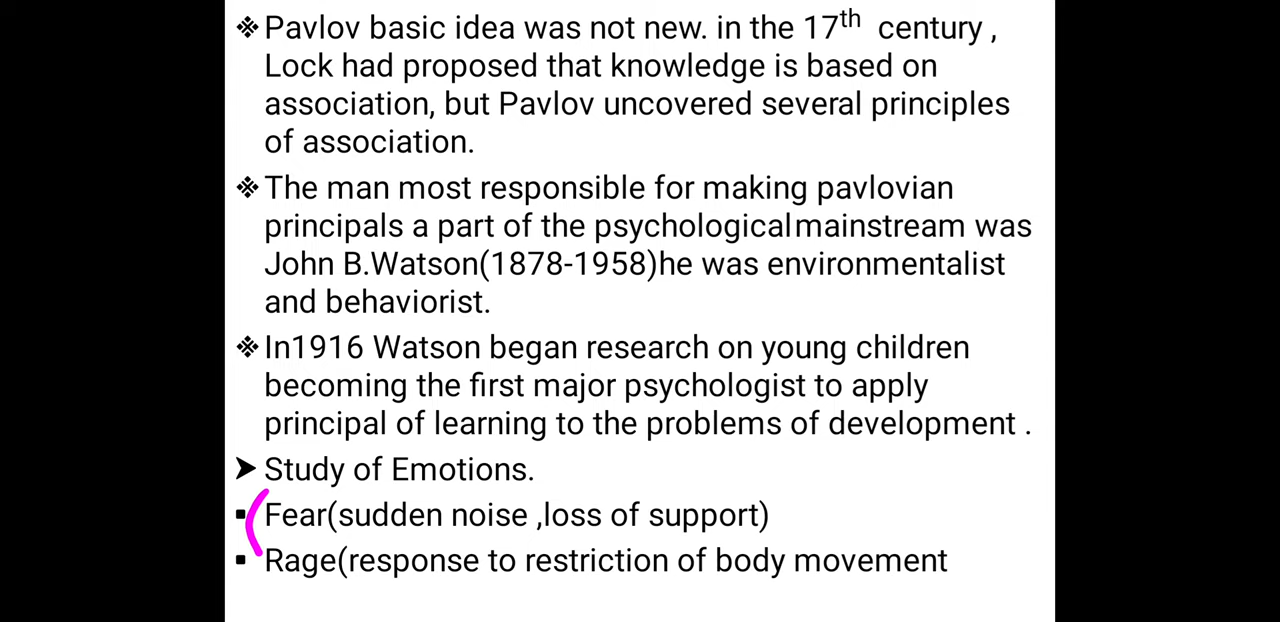 ❖ Pavlov basic idea was not new. in the 17th century ,
Lock had proposed that knowledge is based on
association, but Pavlov uncovered several principles
of association.
❖ The man most responsible for making pavlovian
principals a part of the psychological mainstream was
John B.Watson(1878-1958)he was environmentalist
and behaviorist.
❖ In1916 Watson began research on young children
becoming the first major psychologist to apply
principal of learning to the problems of development .
➤ Study of Emotions.
▪ Fear(sudden noise ,loss of support)
▪ Rage(response to restriction of body movement